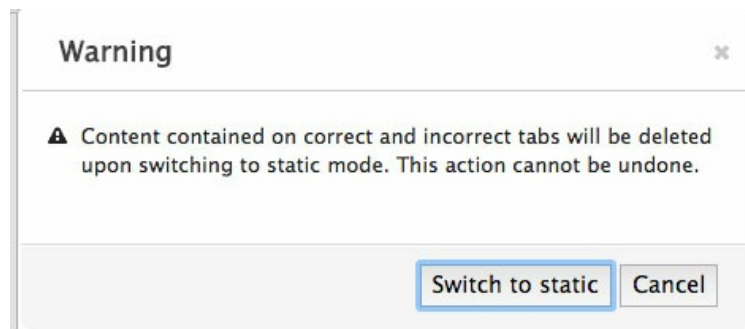 Warning
Content contained on correct and incorrect tabs will be deleted
upon switching to static mode. This action cannot be undone.
Switch to static Cancel